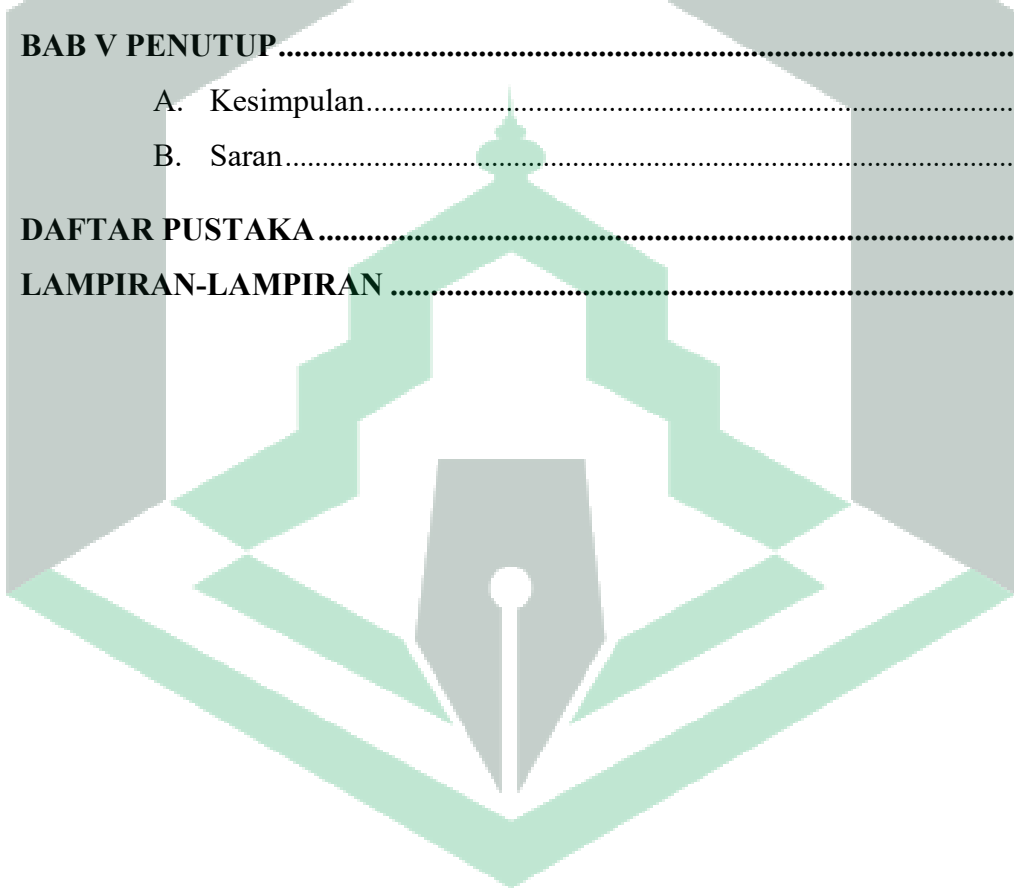 BAB V PENUTUP..........................................................................................
A. Kesimpulan.................................................................................
B. Saran...........................................................................................
DAFTAR PUSTAKA.....................................................................................
LAMPIRAN-LAMPIRAN ............................................................................